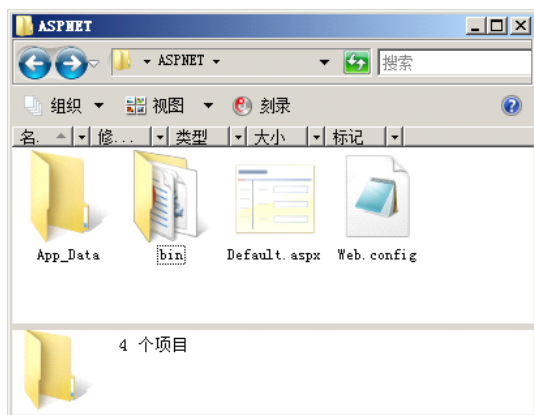 ASPNET
ASPNET
搜索
组织 视图 刻录
名. 修... 类型 大小 标记
App_Data bin Default.aspx Web.config
4 个项目